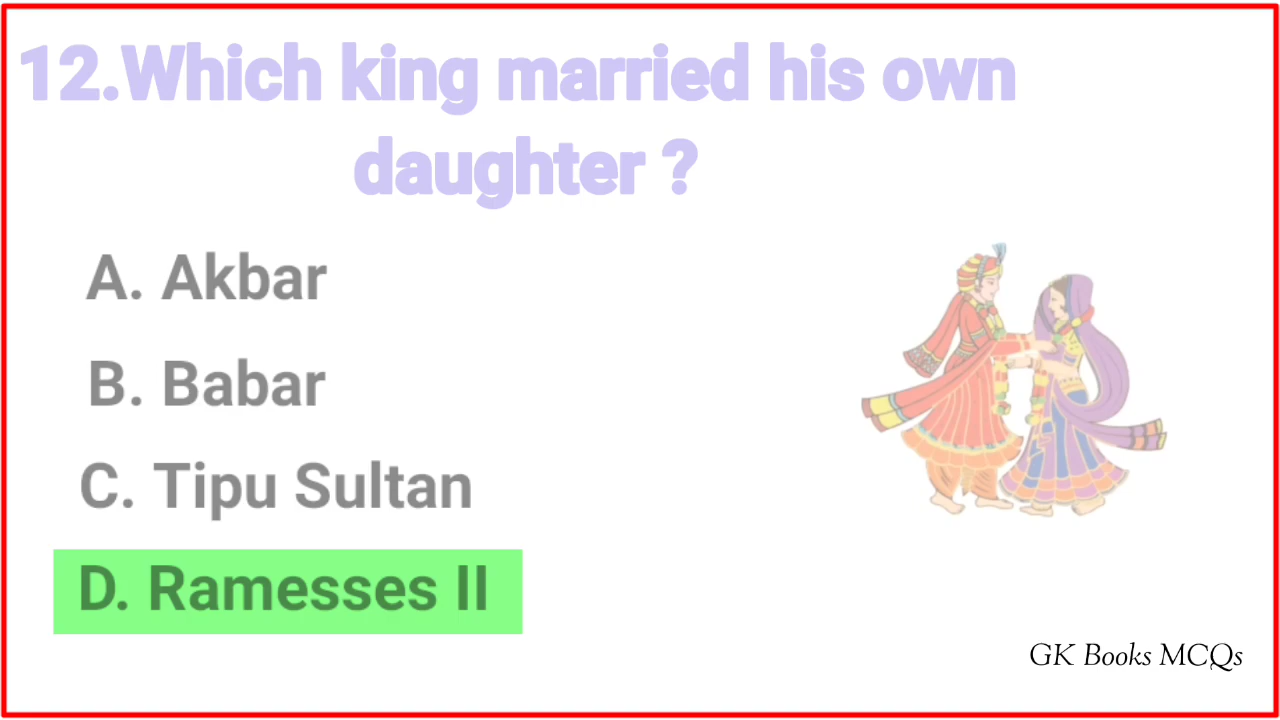 12.Which king married his own
daughter ?
A. Akbar
B. Babar
C. Tipu Sultan
D. Ramesses II
GK Books MCQs